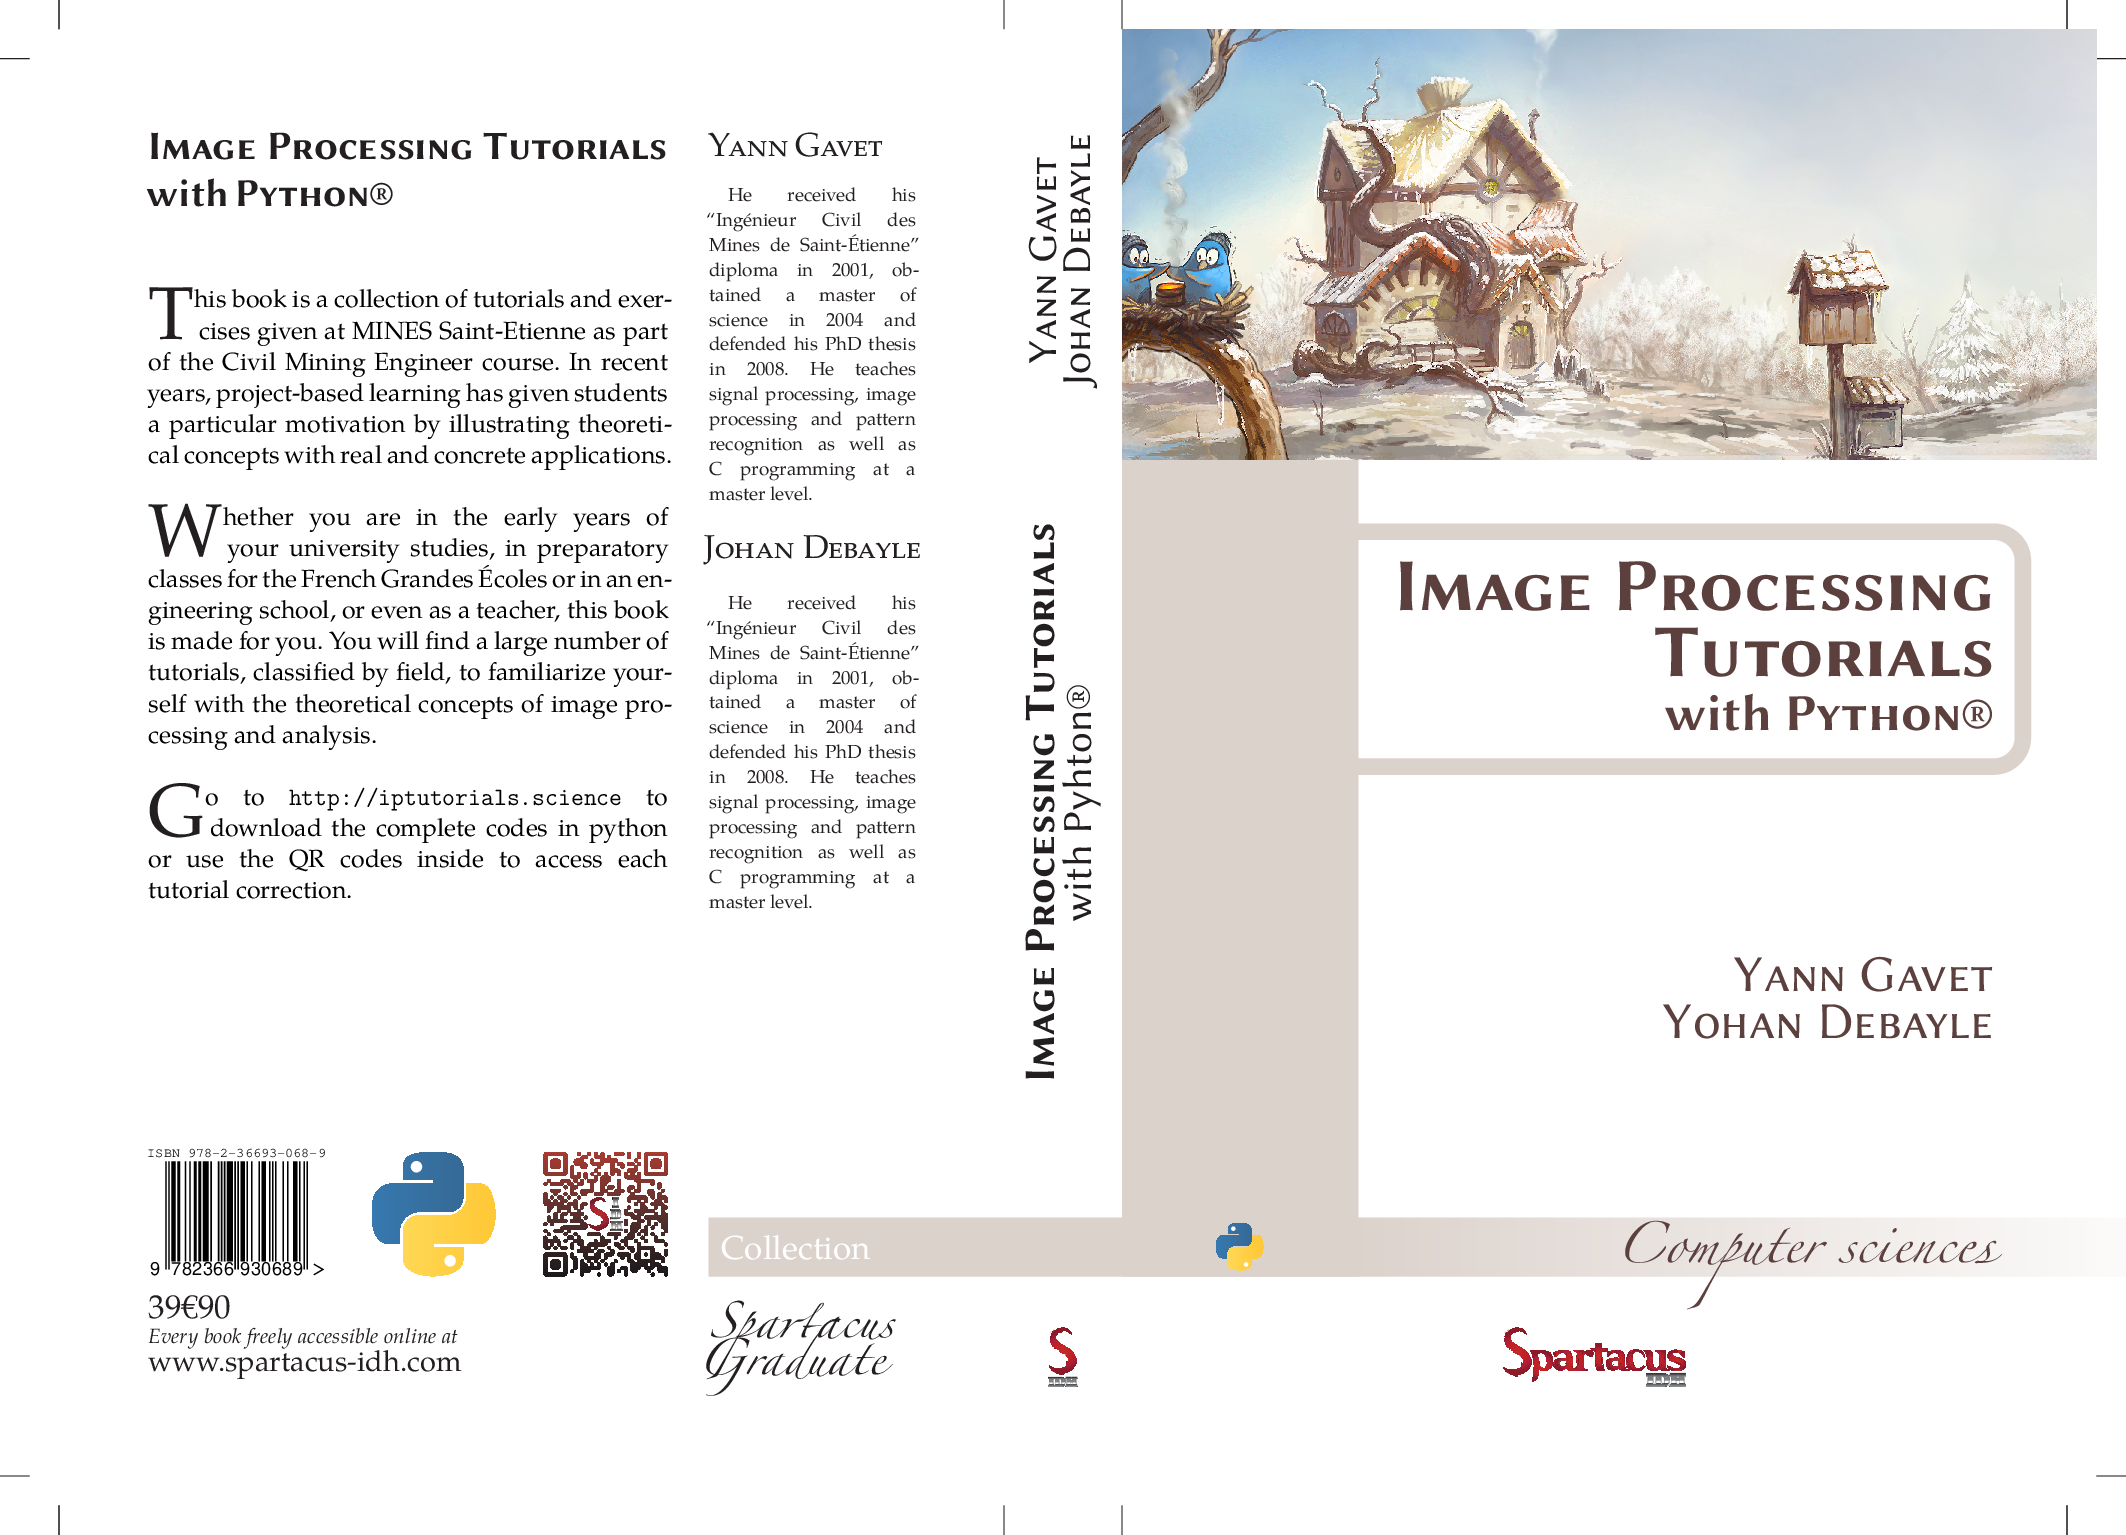 IMAGE PROCESSING TUTORIALS
with PYTHON®
This book is a collection of tutorials and exer-
cises given at MINES Saint-Etienne as part
of the Civil Mining Engineer course. In recent
years, project-based learning has given students
a particular motivation by illustrating theoreti-
cal concepts with real and concrete applications.
Whether you are in the early years of
your university studies, in preparatory
classes for the French Grandes Écoles or in an en-
gineering school, or even as a teacher, this book
is made for you. You will find a large number of
tutorials, classified by field, to familiarize your-
self with the theoretical concepts of image pro-
cessing and analysis.
Go to http://iptutorials.science to
download the complete codes in python
or use the QR codes inside to access each
tutorial correction.
ISBN 978-2-36693-068-9
9 782366 930689 >
39€90
Every book freely accessible online at
www.spartacus-idh.com
YANN GAVET
He received his
“Ingénieur Civil des
Mines de Saint-Étienne”
diploma in 2001, ob-
tained a master of
science in 2004 and
defended his PhD thesis
in 2008. He teaches
signal processing, image
processing and pattern
recognition as well as
C programming at a
master level.
JOHAN DEBAYLE
He received his
“Ingénieur Civil des
Mines de Saint-Étienne”
diploma in 2001, ob-
tained a master of
science in 2004 and
defended his PhD thesis
in 2008. He teaches
signal processing, image
processing and pattern
recognition as well as
C programming at a
master level.
Collection
Spartacus
Graduate
YANN GAVET
JOHAN DEBAYLE
IMAGE PROCESSING TUTORIALS
with Pyhton®
S
IDH
IMAGE PROCESSING
TUTORIALS
with PYTHON®
YANN GAVET
YOHAN DEBAYLE
Computer sciences
Spartacus
IDH